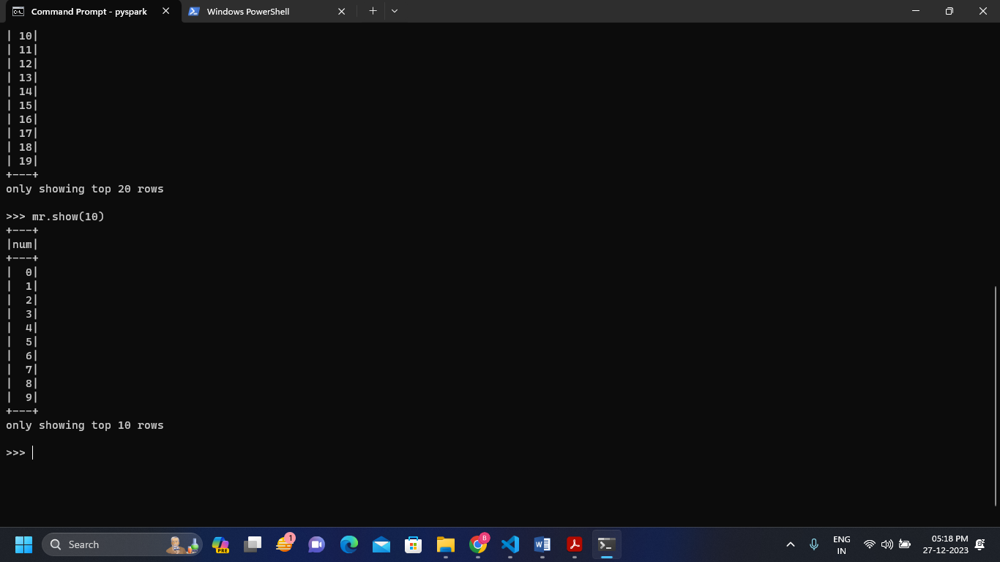 Command Prompt - pyspark
Windows PowerShell
| 10|
| 11|
| 12|
| 13|
| 14|
| 15|
| 16|
| 17|
| 18|
| 19|
+---+
only showing top 20 rows
>>> mr.show(10)
+---+
|num|
+---+
|  0|
|  1|
|  2|
|  3|
|  4|
|  5|
|  6|
|  7|
|  8|
|  9|
+---+
only showing top 10 rows
>>>
Search
PRE
1
B
ENG
IN
05:18 PM
27-12-2023